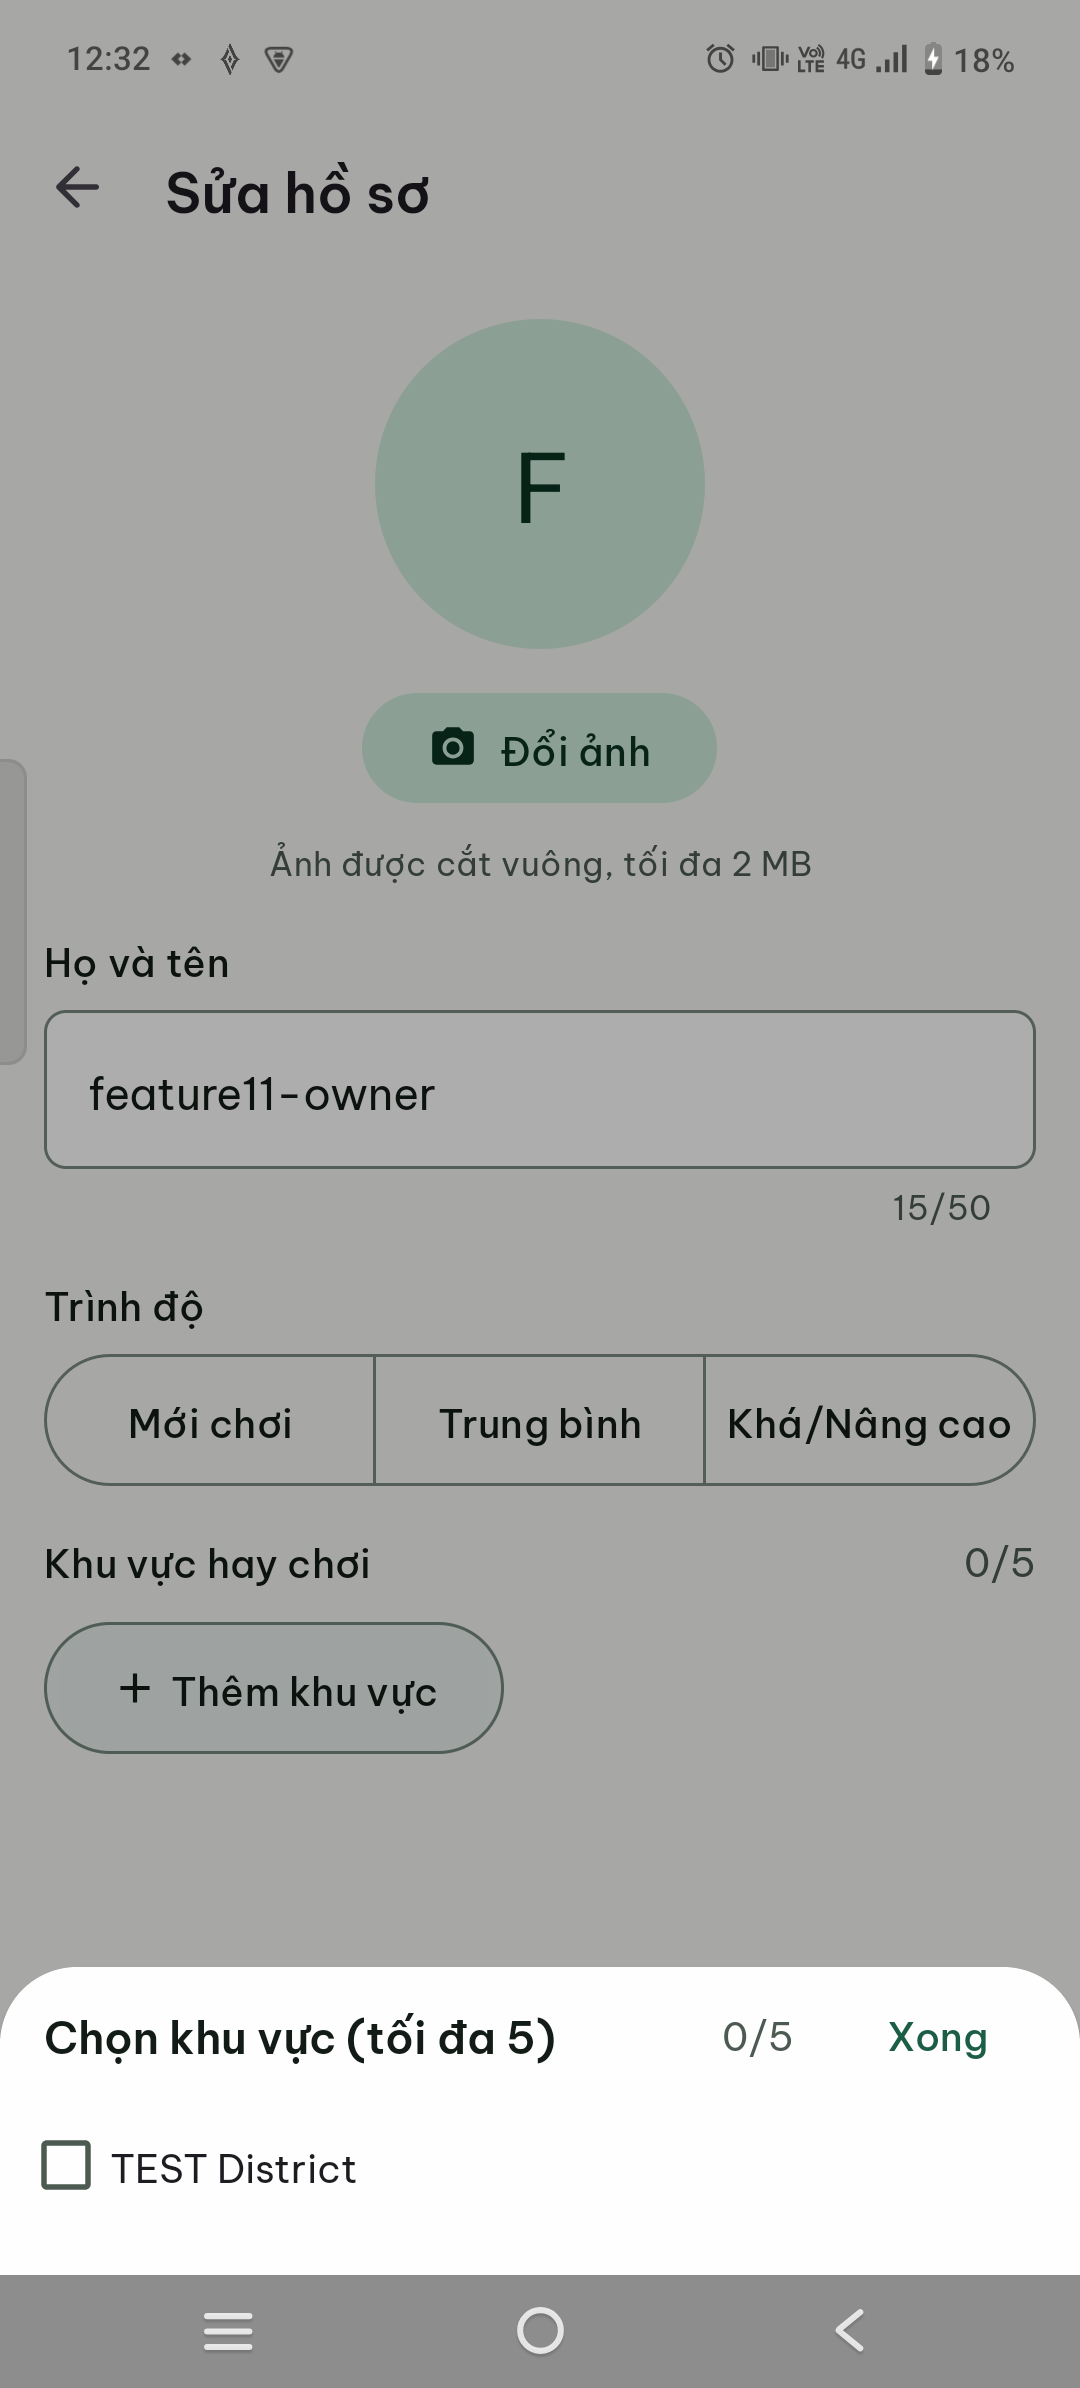 12:32
VoLTE 4G 18%
Sửa hồ sơ
F
Đổi ảnh
Ảnh được cắt vuông, tối đa 2 MB
Họ và tên
feature11-owner
15/50
Trình độ
Mới chơi Trung bình Khá/Nâng cao
Khu vực hay chơi 0/5
+ Thêm khu vực
Chọn khu vực (tối đa 5) 0/5 Xong
TEST District